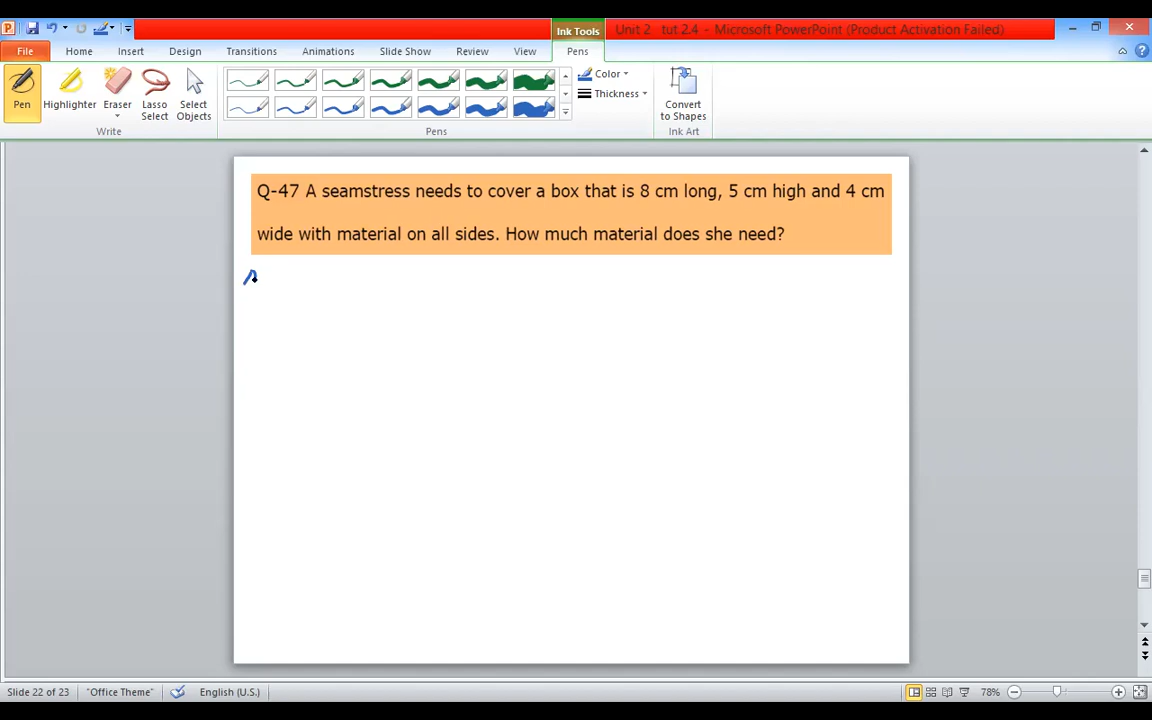 Ink Tools
Unit 2 tut 2.4 - Microsoft PowerPoint (Product Activation Failed)
File Home Insert Design Transitions Animations Slide Show Review View Pens
Pen Highlighter Eraser Lasso Select Select Objects
Color
Thickness
Convert to Shapes
Write Pens Ink Art
Q-47 A seamstress needs to cover a box that is 8 cm long, 5 cm high and 4 cm
wide with material on all sides. How much material does she need?
Slide 22 of 23 "Office Theme" English (U.S.) 78%